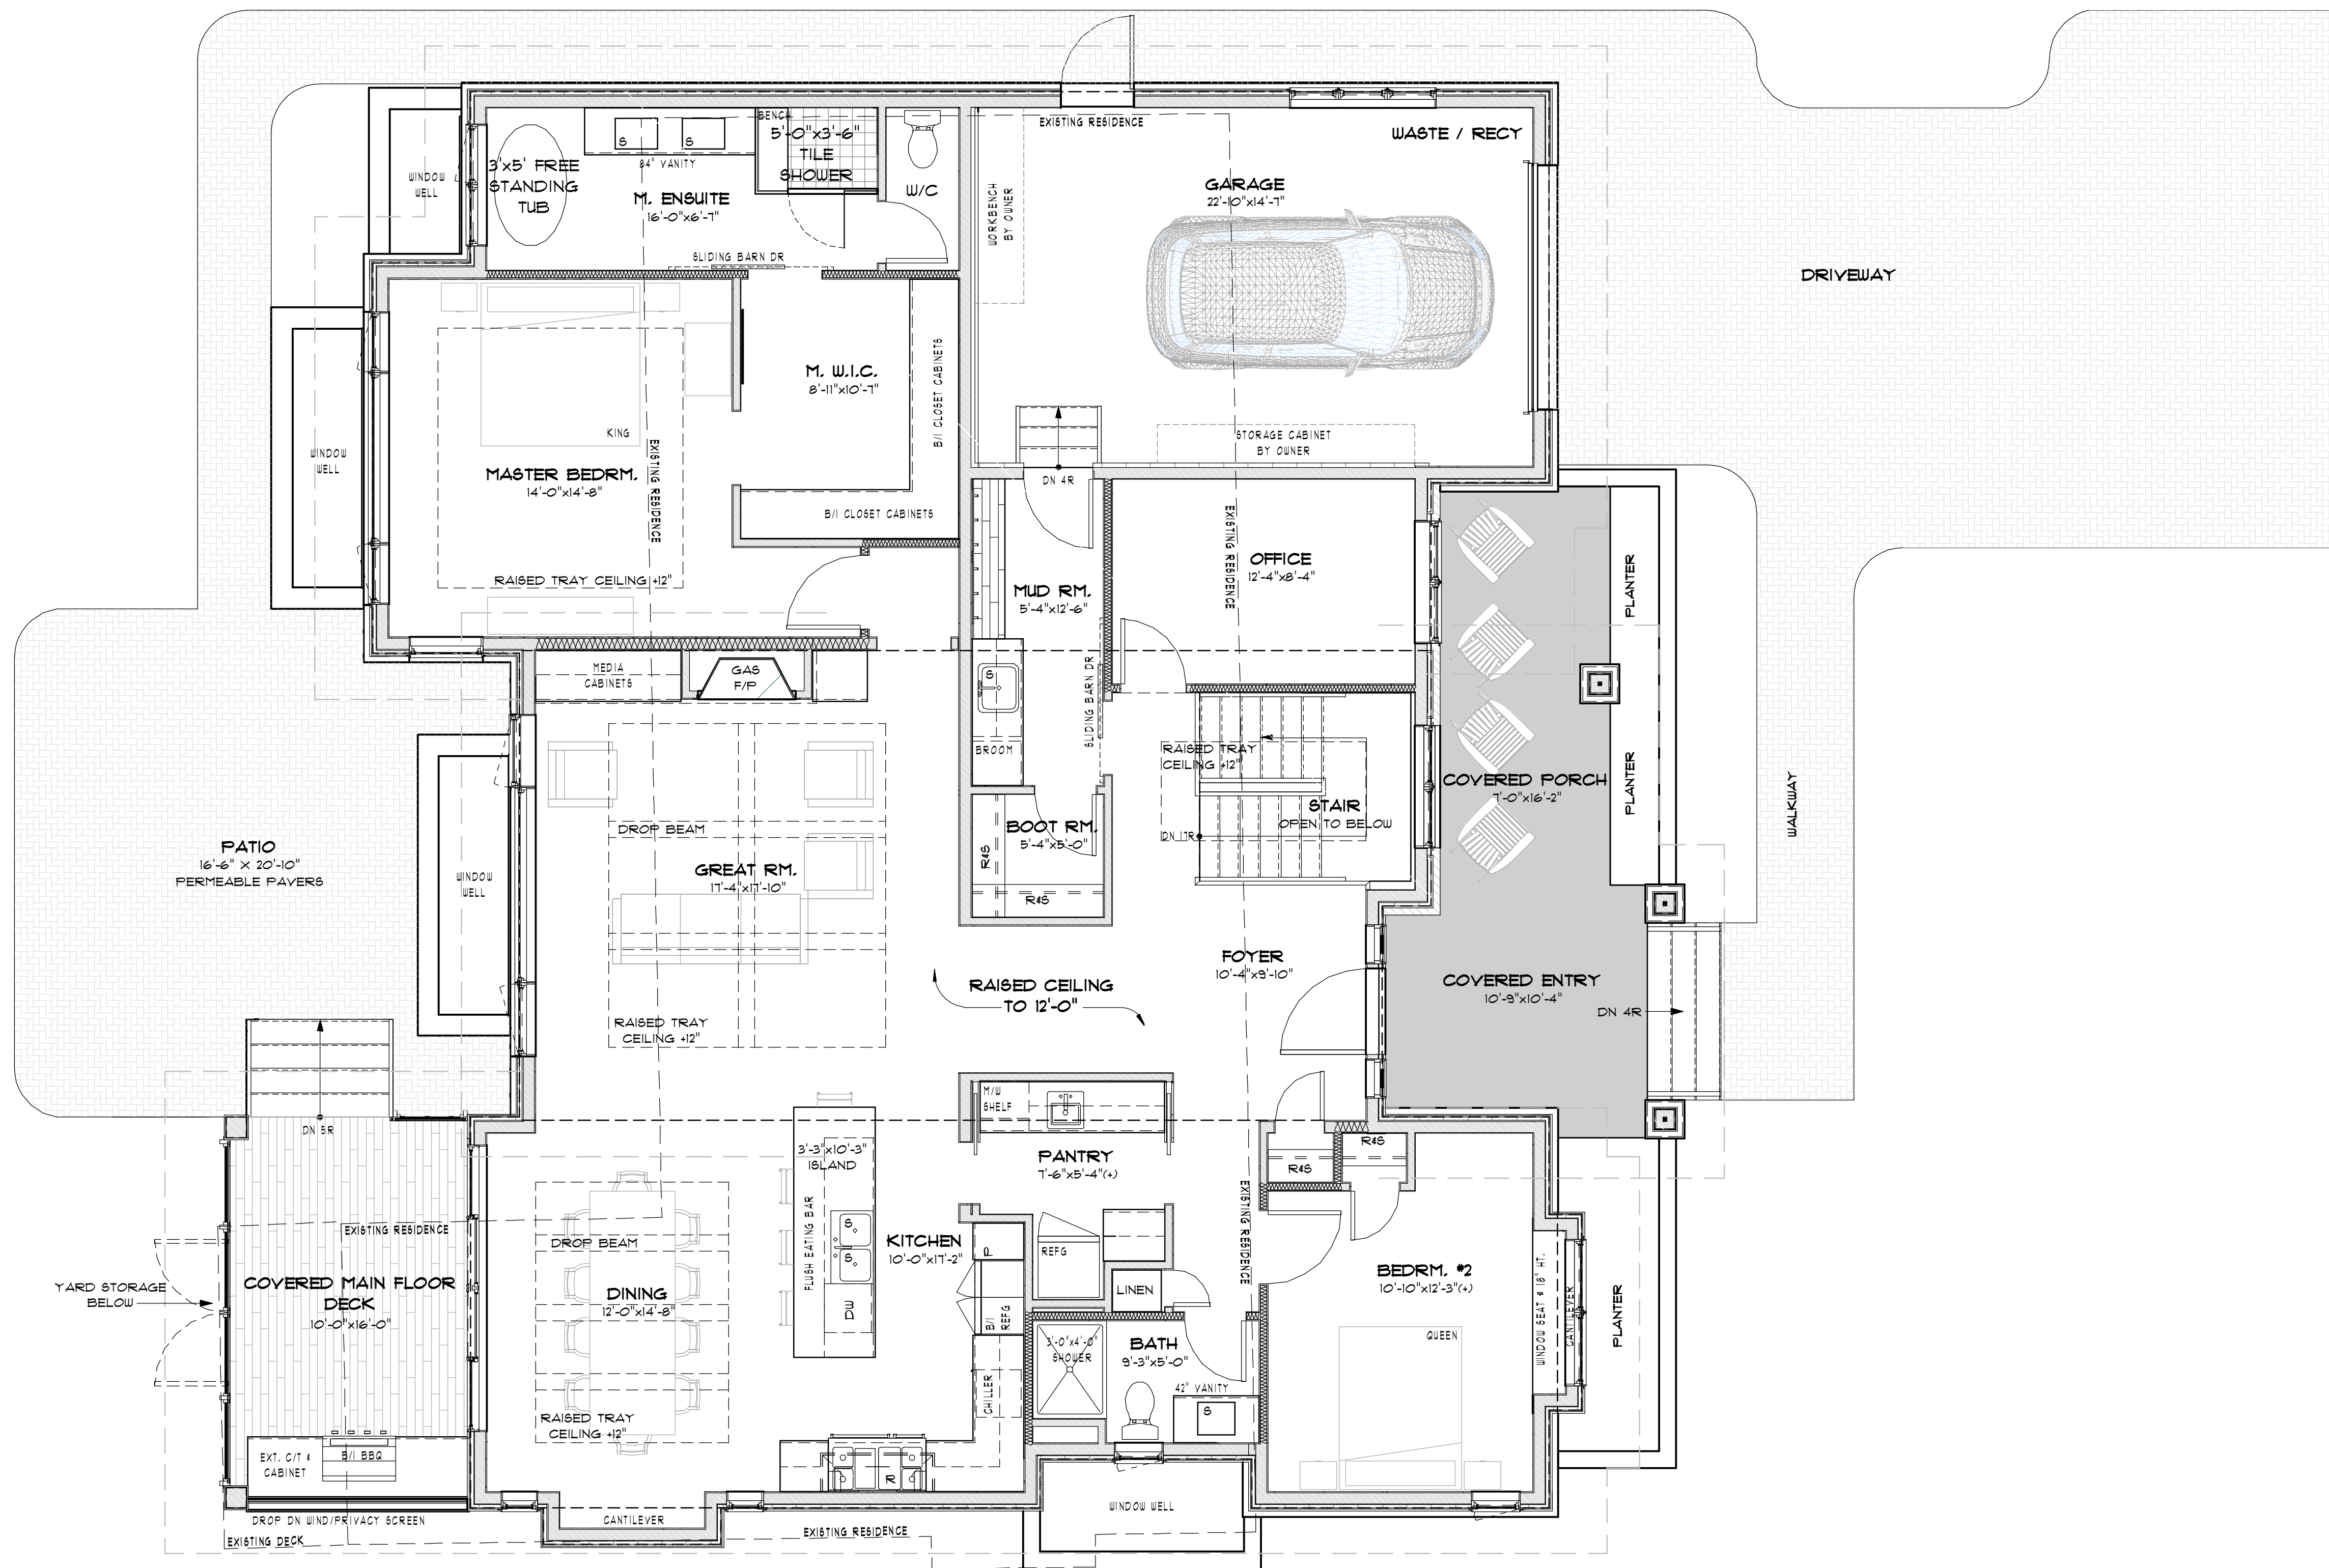 EXISTING RESIDENCE
WASTE / RECY
BENCH
5'-0"x3'-6"
TILE
SHOWER
S
S
84" VANITY
3'x5' FREE
STANDING
TUB
M. ENSUITE
16'-0"x6'-7"
W/C
WINDOW
WELL
WORKBENCH
BY OWNER
GARAGE
22'-10"x14'-7"
SLIDING BARN DR
DRIVEWAY
M. W.I.C.
8'-11"x10'-7"
B/I CLOSET CABINETS
KING
WINDOW
WELL
EXISTING RESIDENCE
STORAGE CABINET
BY OWNER
MASTER BEDRM.
14'-0"x14'-8"
DN 4R
B/I CLOSET CABINETS
EXISTING RESIDENCE
OFFICE
12'-4"x8'-4"
PLANTER
RAISED TRAY CEILING +12"
MUD RM.
5'-4"x12'-6"
MEDIA
CABINETS
GAS
F/P
S
SLIDING BARN DR
BROOM
RAISED TRAY
CEILING +12"
COVERED PORCH
7'-0"x16'-2"
PLANTER
WALKWAY
STAIR
OPEN TO BELOW
DN 17R
DROP BEAM
BOOT RM.
5'-4"x5'-0"
R&S
R&S
PATIO
16'-6" X 20'-10"
PERMEABLE PAVERS
WINDOW
WELL
GREAT RM.
17'-4"x17'-10"
FOYER
10'-4"x9'-10"
RAISED CEILING
TO 12'-0"
COVERED ENTRY
10'-9"x10'-4"
DN 4R
RAISED TRAY
CEILING +12"
M/W
SHELF
DN 5R
3'-3"x10'-3"
ISLAND
PANTRY
7'-6"x5'-4"(+)
R&S
R&S
EXISTING RESIDENCE
EXISTING RESIDENCE
DROP BEAM
FLUSH EATING BAR
S
S
DW
KITCHEN
10'-0"x17'-2"
P
REFG
B/I
REFG
LINEN
YARD STORAGE
BELOW
COVERED MAIN FLOOR
DECK
10'-0"x16'-0"
DINING
12'-0"x14'-8"
BEDRM. #2
10'-10"x12'-3"(+)
WINDOW SEAT @ 18" HT.
CANTILEVER
PLANTER
QUEEN
3'-0"x4'-0"
SHOWER
BATH
9'-3"x5'-0"
42" VANITY
S
CHILLER
RAISED TRAY
CEILING +12"
EXT. C/T &
CABINET
B/I BBQ
R
WINDOW WELL
DROP DN WIND/PRIVACY SCREEN
CANTILEVER
EXISTING RESIDENCE
EXISTING DECK